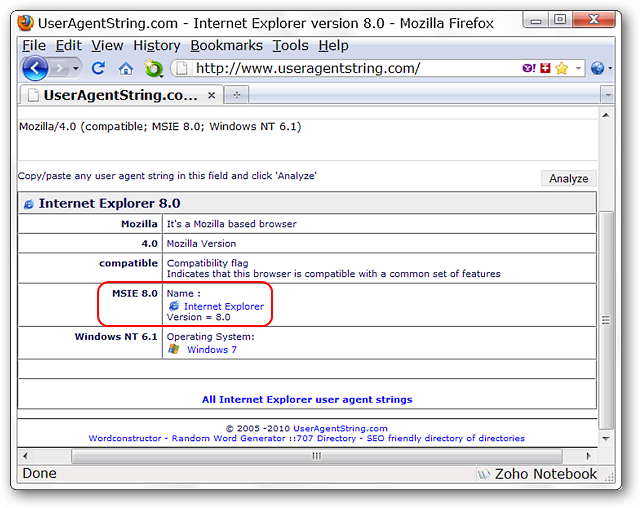 UserAgentString.com - Internet Explorer version 8.0 - Mozilla Firefox
File Edit View History Bookmarks Tools Help
http://www.useragentstring.com/
UserAgentString.co...
Mozilla/4.0 (compatible; MSIE 8.0; Windows NT 6.1)
Copy/paste any user agent string in this field and click 'Analyze'
Analyze
Internet Explorer 8.0
Mozilla It's a Mozilla based browser
4.0 Mozilla Version
compatible Compatibility flag
Indicates that this browser is compatible with a common set of features
MSIE 8.0 Name :
Internet Explorer
Version = 8.0
Windows NT 6.1 Operating System:
Windows 7
All Internet Explorer user agent strings
© 2005 -2010 UserAgentString.com
Wordconstructor - Random Word Generator ::707 Directory - SEO friendly directory of directories
Done Zoho Notebook